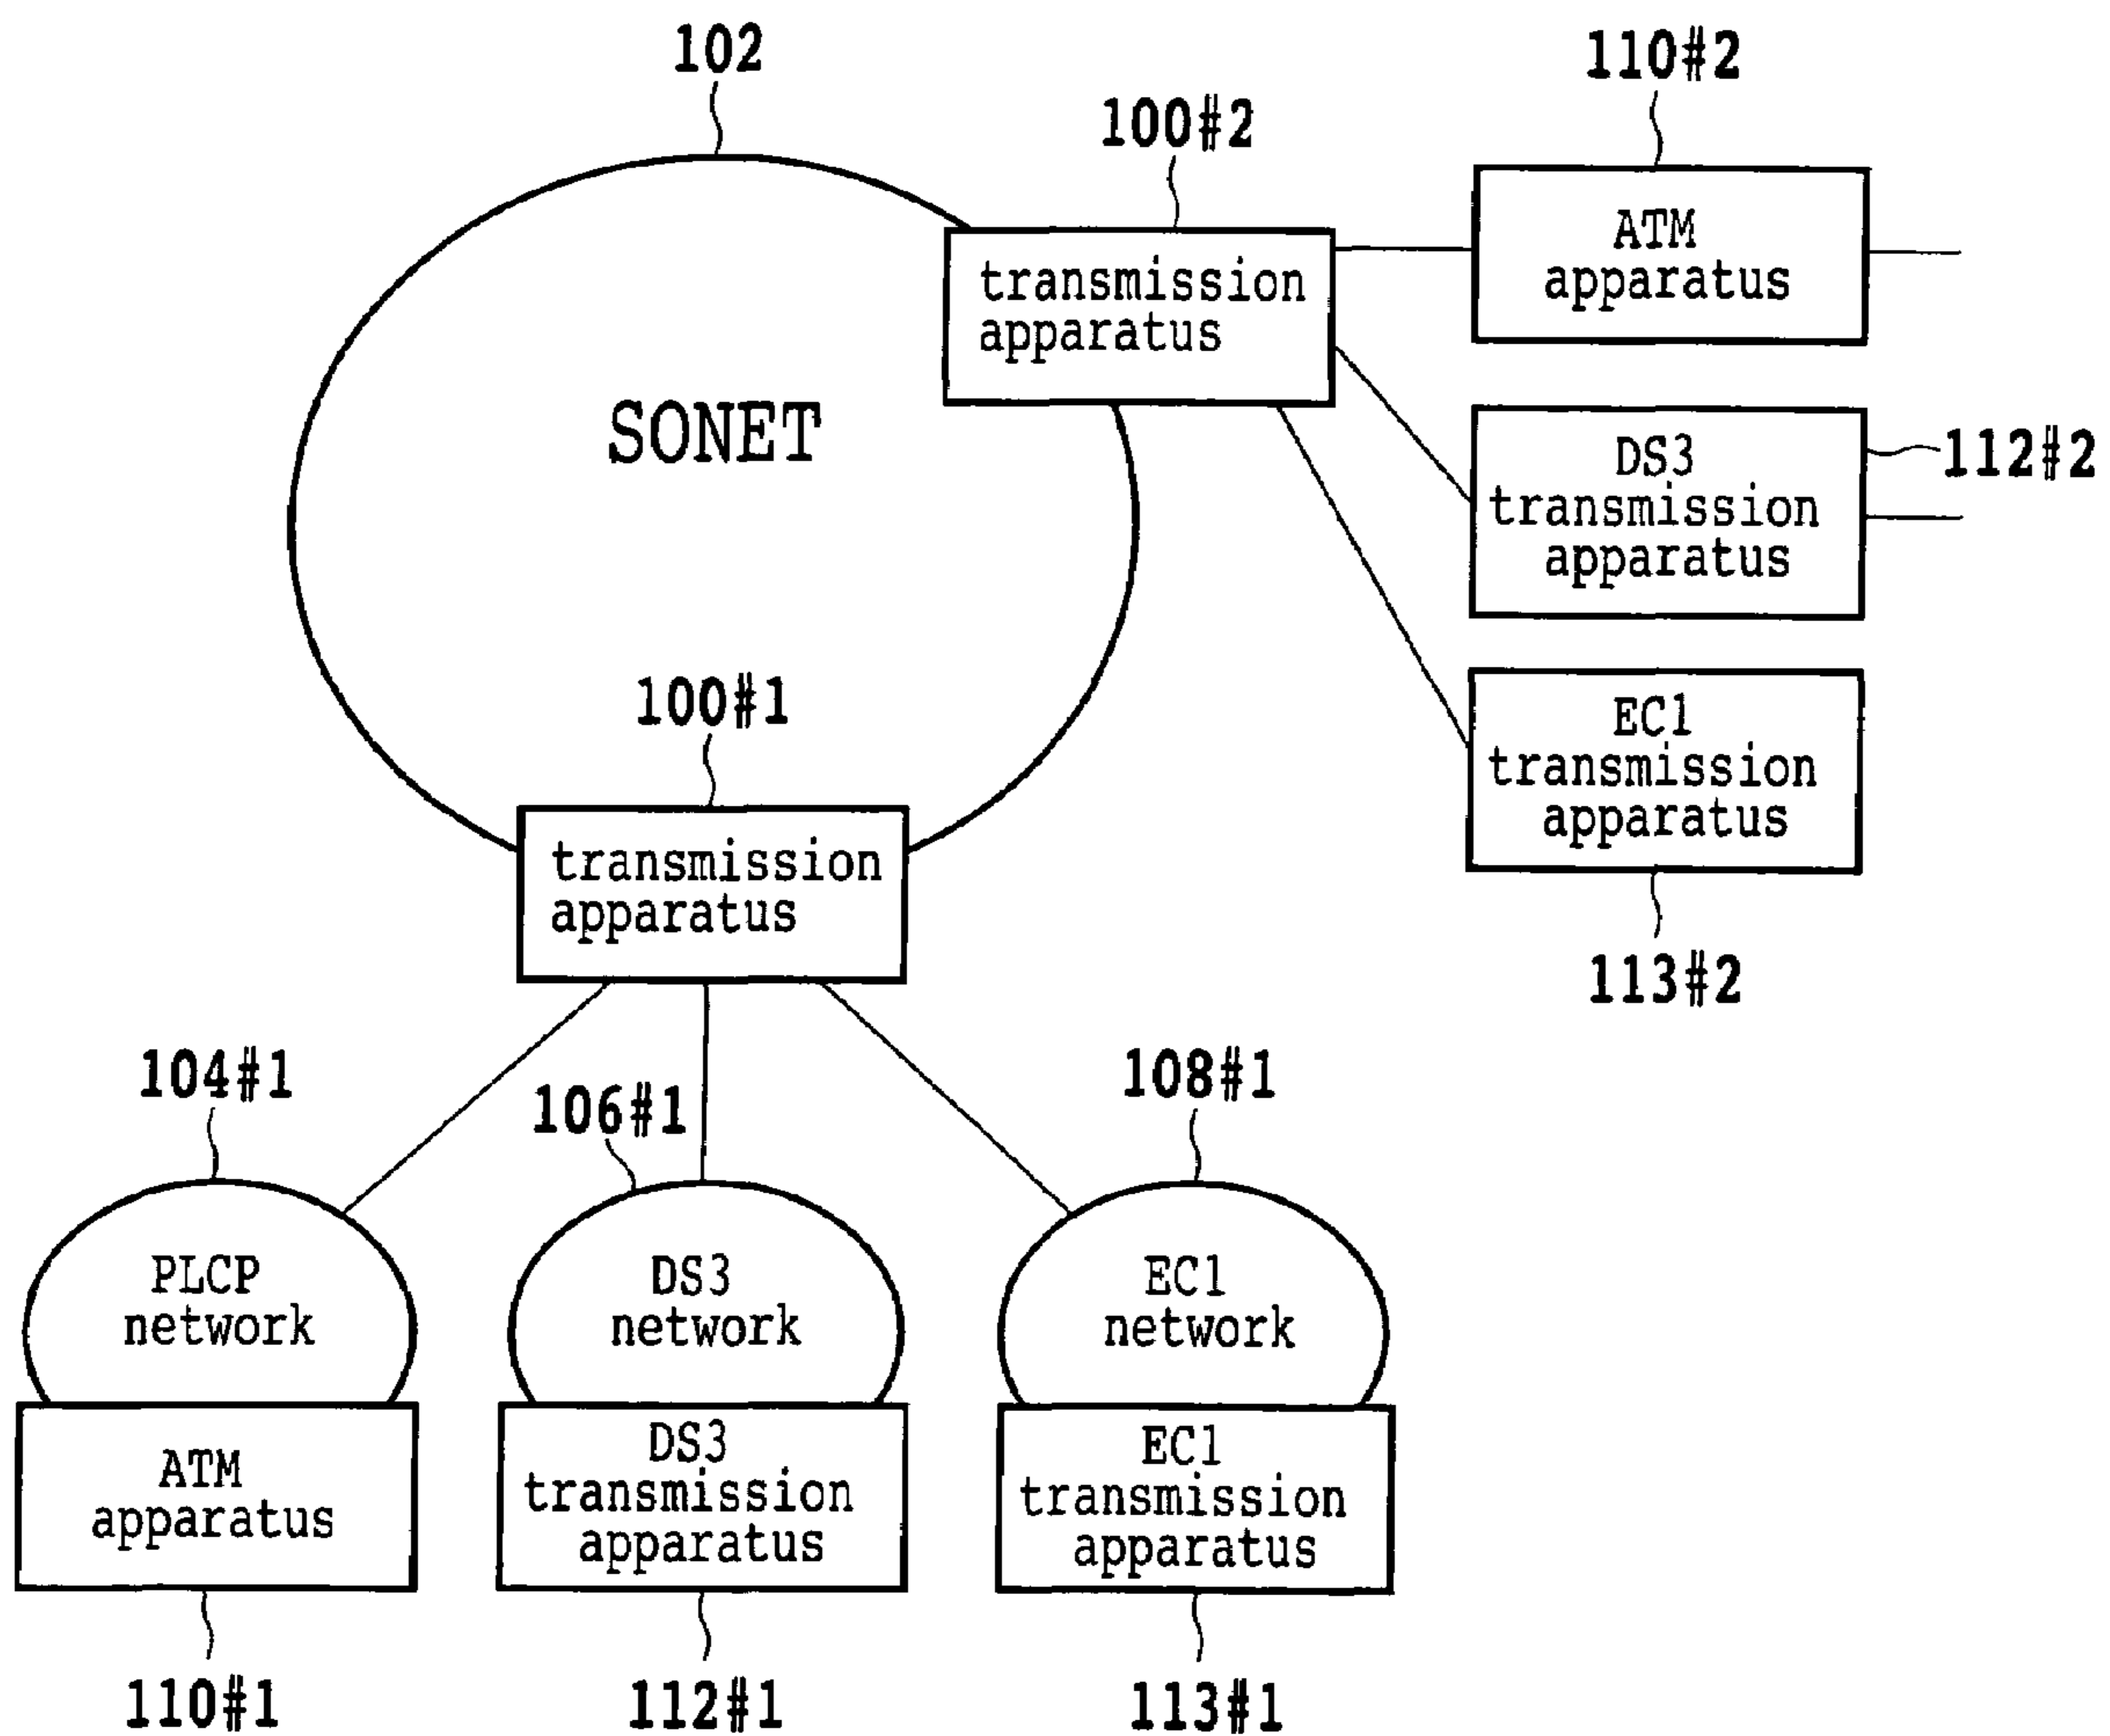 102
100#2
110#2
transmission
apparatus
ATM
apparatus
SONET
DS3
transmission
apparatus
112#2
EC1
transmission
apparatus
113#2
100#1
transmission
apparatus
104#1
106#1
108#1
PLCP
network
DS3
network
EC1
network
ATM
apparatus
DS3
transmission
apparatus
EC1
transmission
apparatus
110#1
112#1
113#1